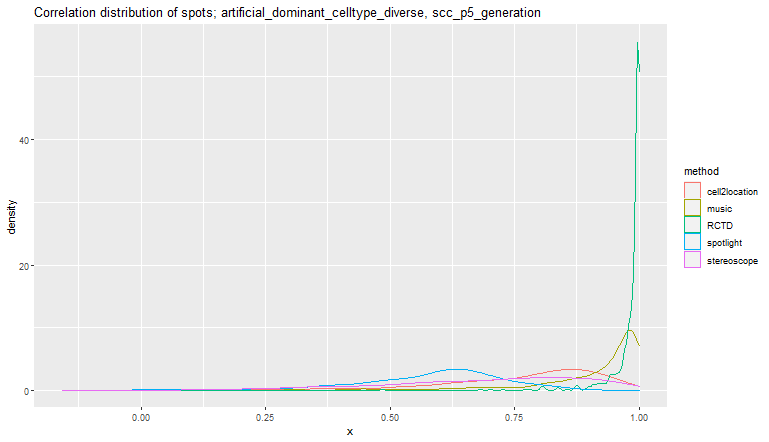 Correlation distribution of spots; artificial_dominant_celltype_diverse, scc_p5_generation
density
40
20
0
0.00 0.25 0.50 0.75 1.00
x
method
cell2location
music
RCTD
spotlight
stereoscope